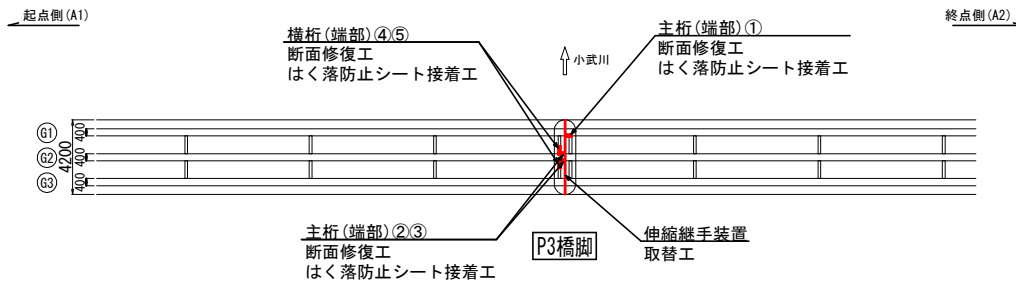 起点側(A1)
終点側(A2)
横桁(端部)④⑤
断面修復工
はく落防止シート接着工
小武川
主桁(端部)①
断面修復工
はく落防止シート接着工
G1
G2
G3
4200
400
400
400
主桁(端部)②③
断面修復工
はく落防止シート接着工
P3橋脚
伸縮継手装置
取替工